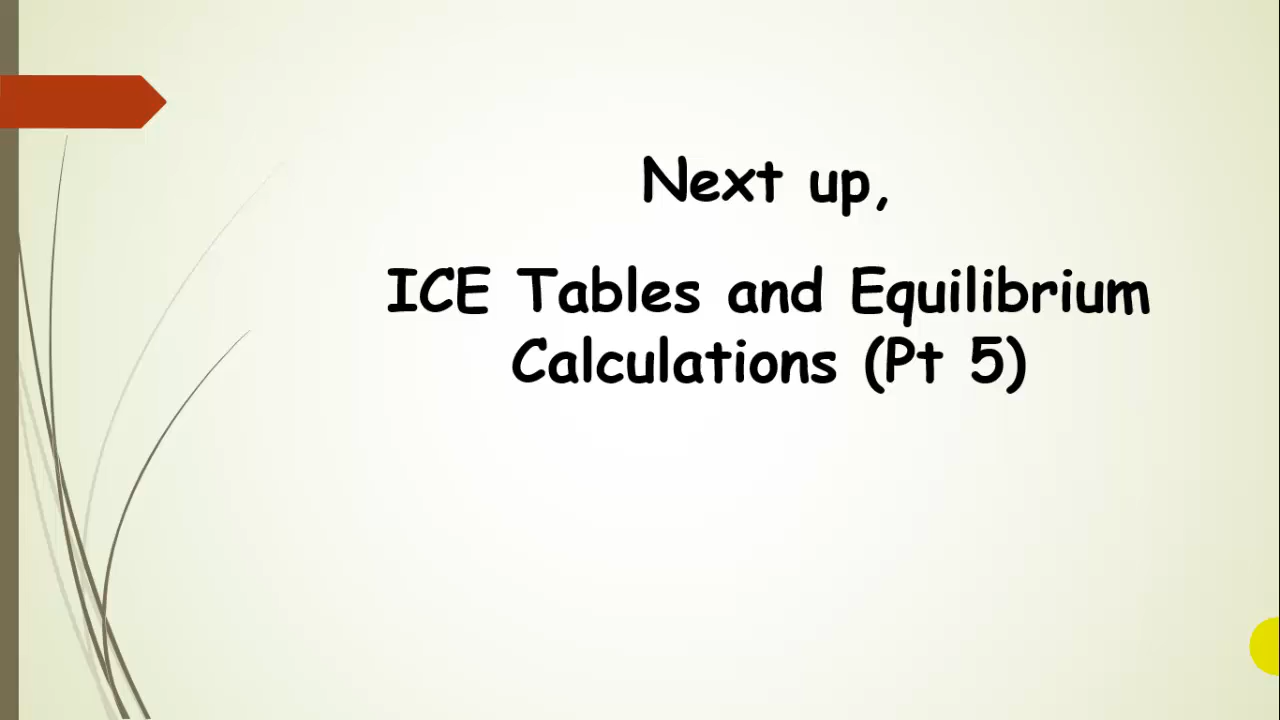 Next up,
ICE Tables and Equilibrium
Calculations (Pt 5)